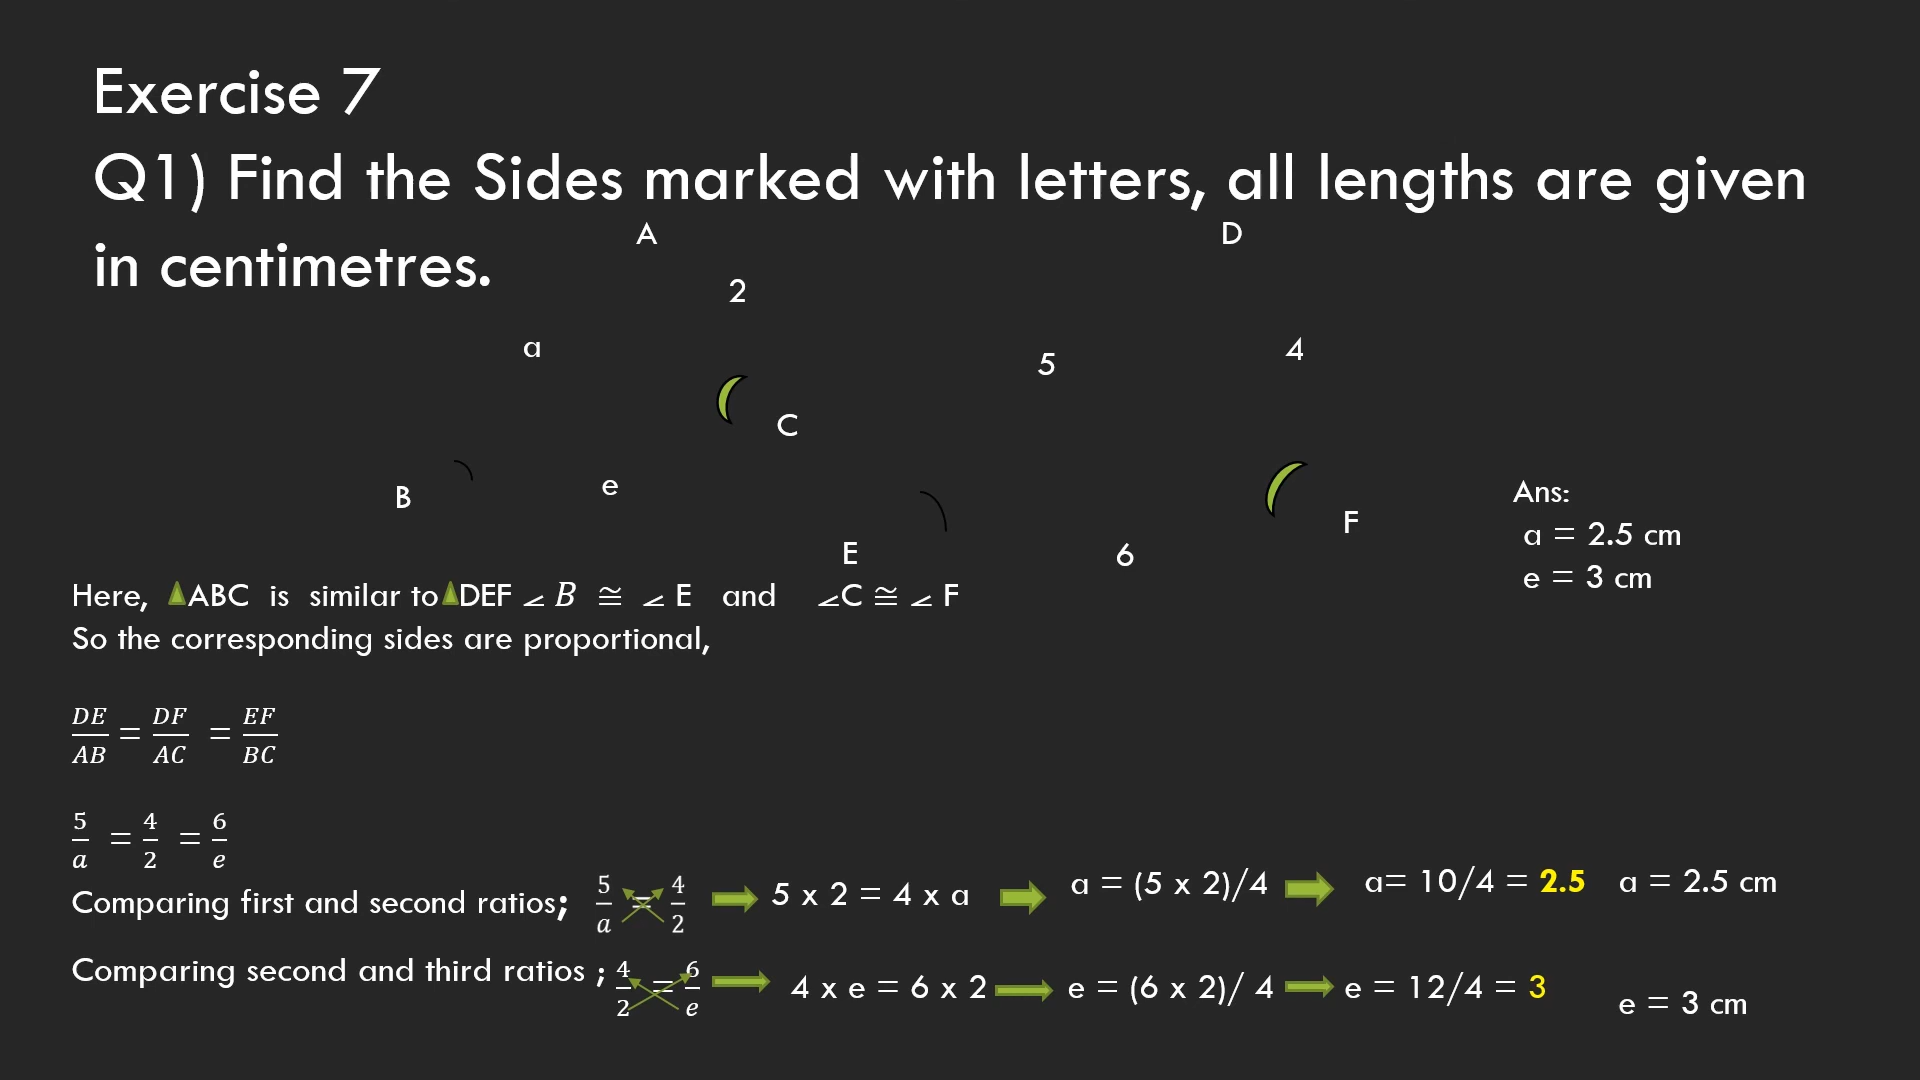 Exercise 7
Q1) Find the Sides marked with letters, all lengths are given
in centimetres.
A
D
2
a
5
4
C
B
e
E
6
F
Ans:
a = 2.5 cm
e = 3 cm
Here, ABC is similar to DEF ∠ B ≅ ∠ E and ∠C ≅ ∠ F
So the corresponding sides are proportional,
DE/AB = DF/AC = EF/BC
5/a = 4/2 = 6/e
Comparing first and second ratios; 5/a = 4/2 5 x 2 = 4 x a a = (5 x 2)/4 a= 10/4 = 2.5 a = 2.5 cm
Comparing second and third ratios ; 4/2 = 6/e 4 x e = 6 x 2 e = (6 x 2)/ 4 e = 12/4 = 3 e = 3 cm